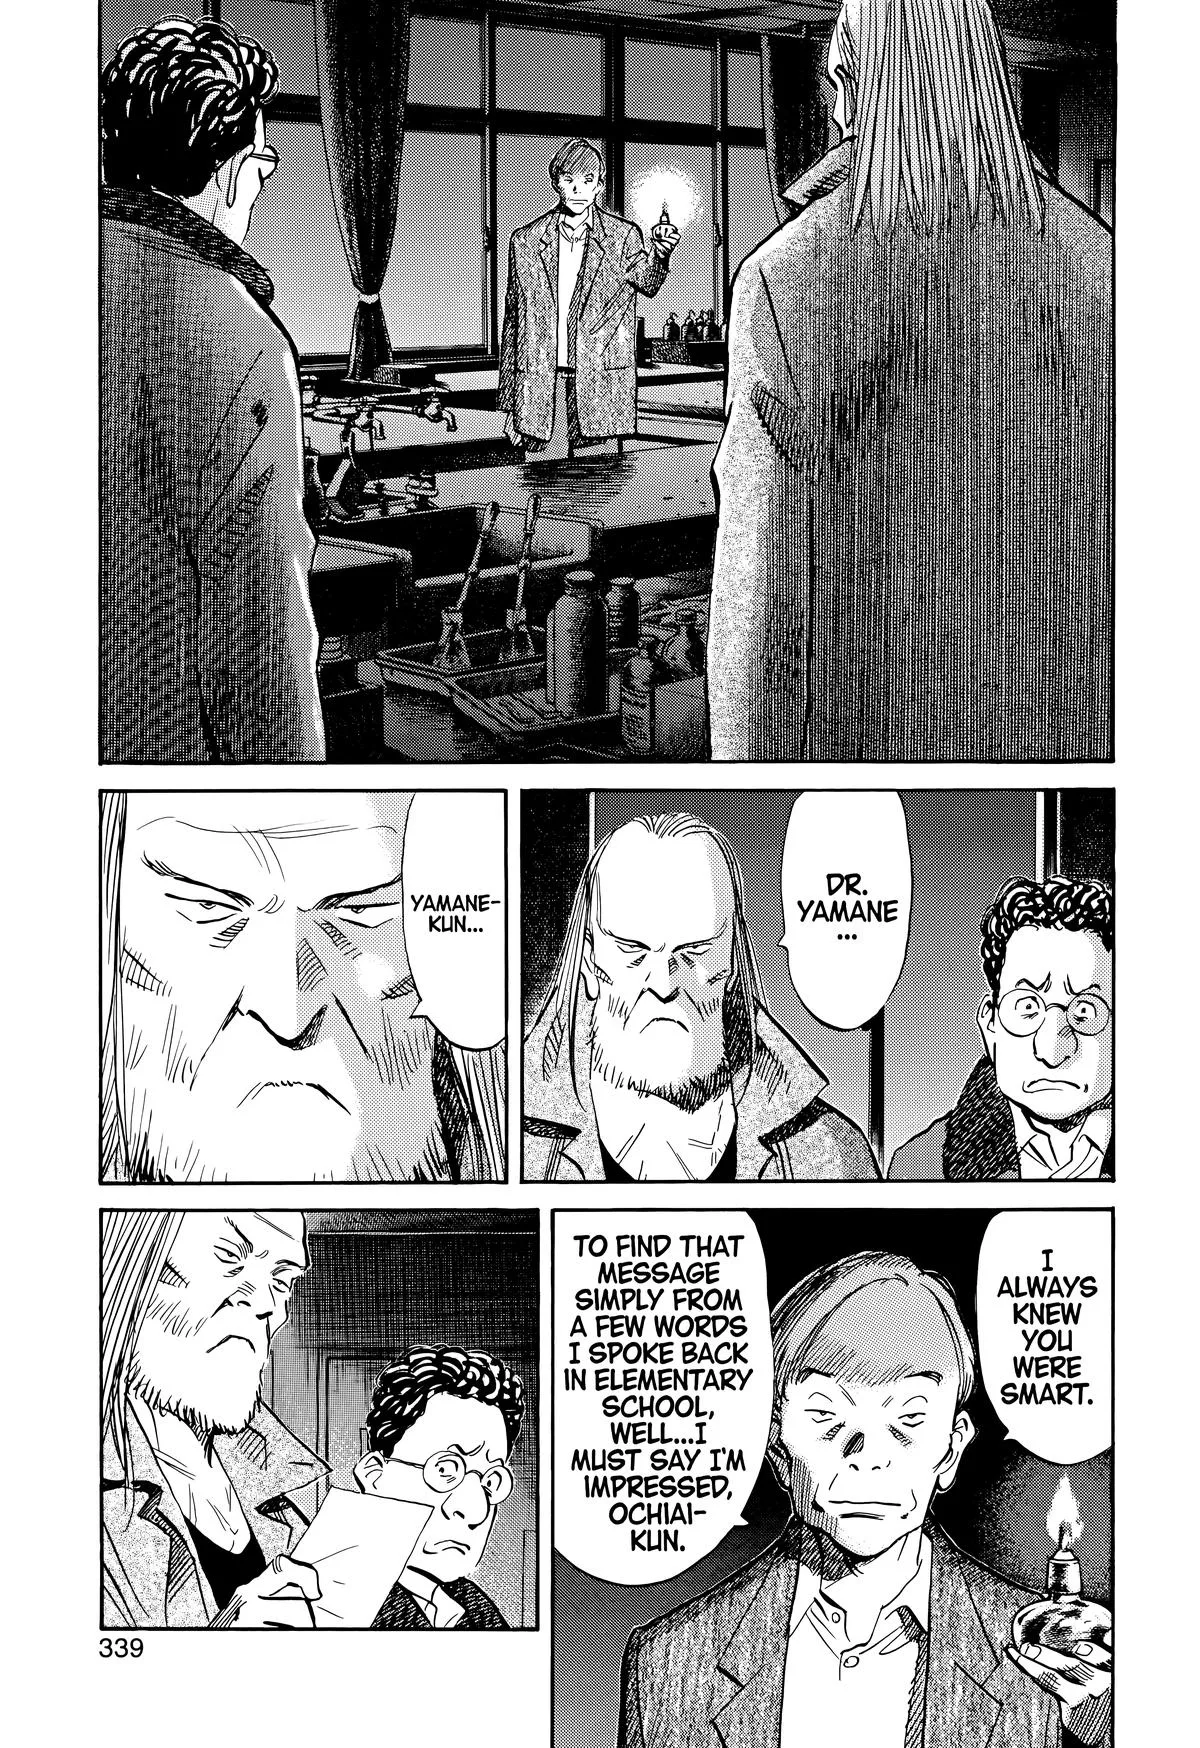 DR.
YAMANE
...
YAMANE-
KUN...
I
ALWAYS
KNEW
YOU
WERE
SMART.
TO FIND THAT
MESSAGE
SIMPLY FROM
A FEW WORDS
I SPOKE BACK
IN ELEMENTARY
SCHOOL,
WELL...I
MUST SAY I'M
IMPRESSED,
OCHIAI-
KUN.
339